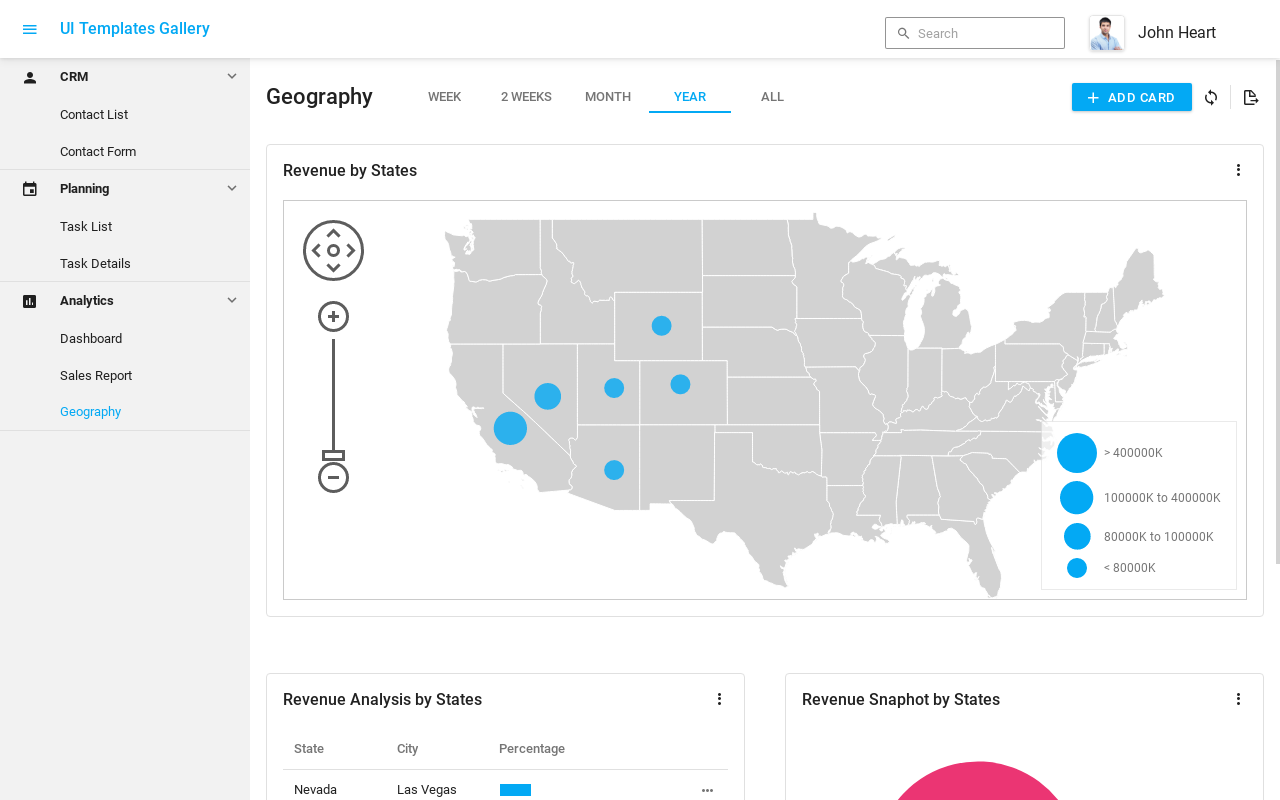 UI Templates Gallery
Search
John Heart
CRM
Contact List
Contact Form
Planning
Task List
Task Details
Analytics
Dashboard
Sales Report
Geography
Geography
WEEK
2 WEEKS
MONTH
YEAR
ALL
ADD CARD
Revenue by States
> 400000K
100000K to 400000K
80000K to 100000K
< 80000K
Revenue Analysis by States
State City Percentage
Nevada Las Vegas
Revenue Snaphot by States